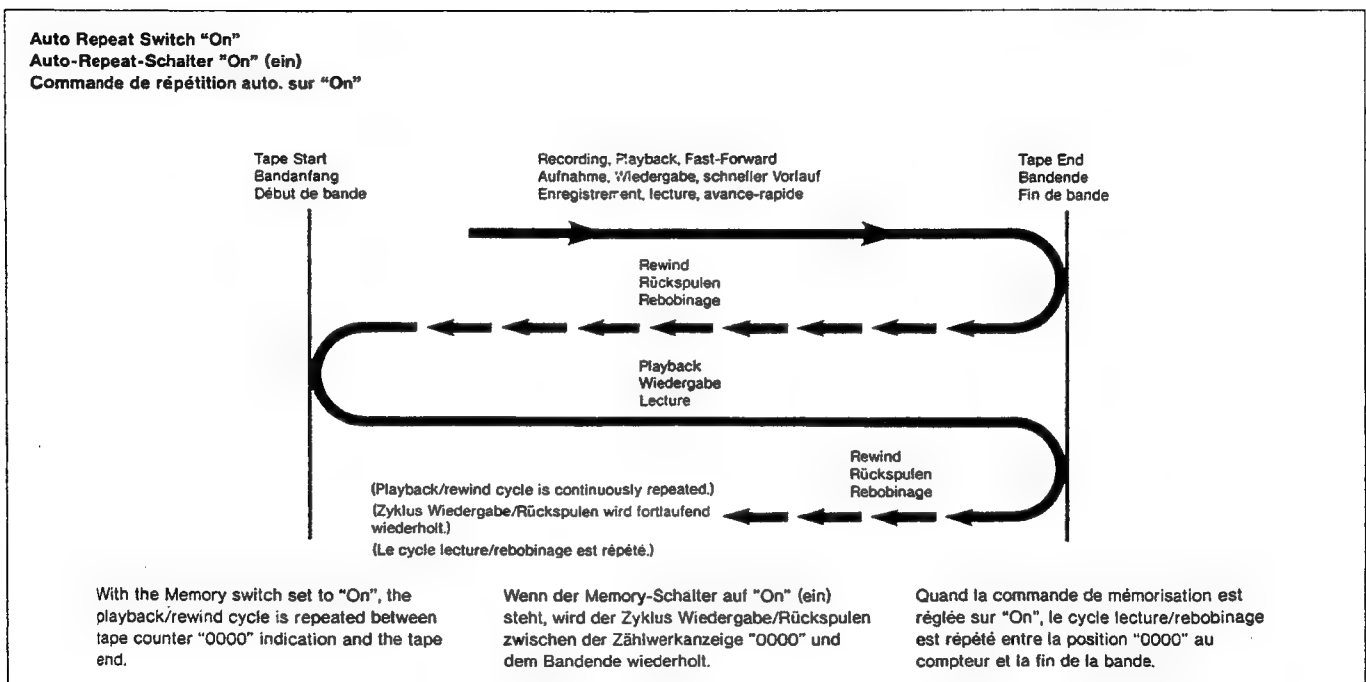 Auto Repeat Switch “On”
Auto-Repeat-Schalter "On" (ein)
Commande de répétition auto. sur “On”
Tape Start
Bandanfang
Début de bande
Recording, Playback, Fast-Forward
Aufnahme, Wiedergabe, schneller Vorlauf
Enregistrement, lecture, avance-rapide
Tape End
Bandende
Fin de bande
Rewind
Rückspulen
Rebobinage
Playback
Wiedergabe
Lecture
Rewind
Rückspulen
Rebobinage
(Playback/rewind cycle is continuously repeated.)
(Zyklus Wiedergabe/Rückspulen wird fortlaufend
wiederholt.)
(Le cycle lecture/rebobinage est répété.)
With the Memory switch set to “On”, the
playback/rewind cycle is repeated between
tape counter “0000” indication and the tape
end.
Wenn der Memory-Schalter auf "On" (ein)
steht, wird der Zyklus Wiedergabe/Rückspulen
zwischen der Zählwerkanzeige "0000" und
dem Bandende wiederholt.
Quand la commande de mémorisation est
réglée sur “On”, le cycle lecture/rebobinage
est répété entre la position “0000” au
compteur et la fin de la bande.